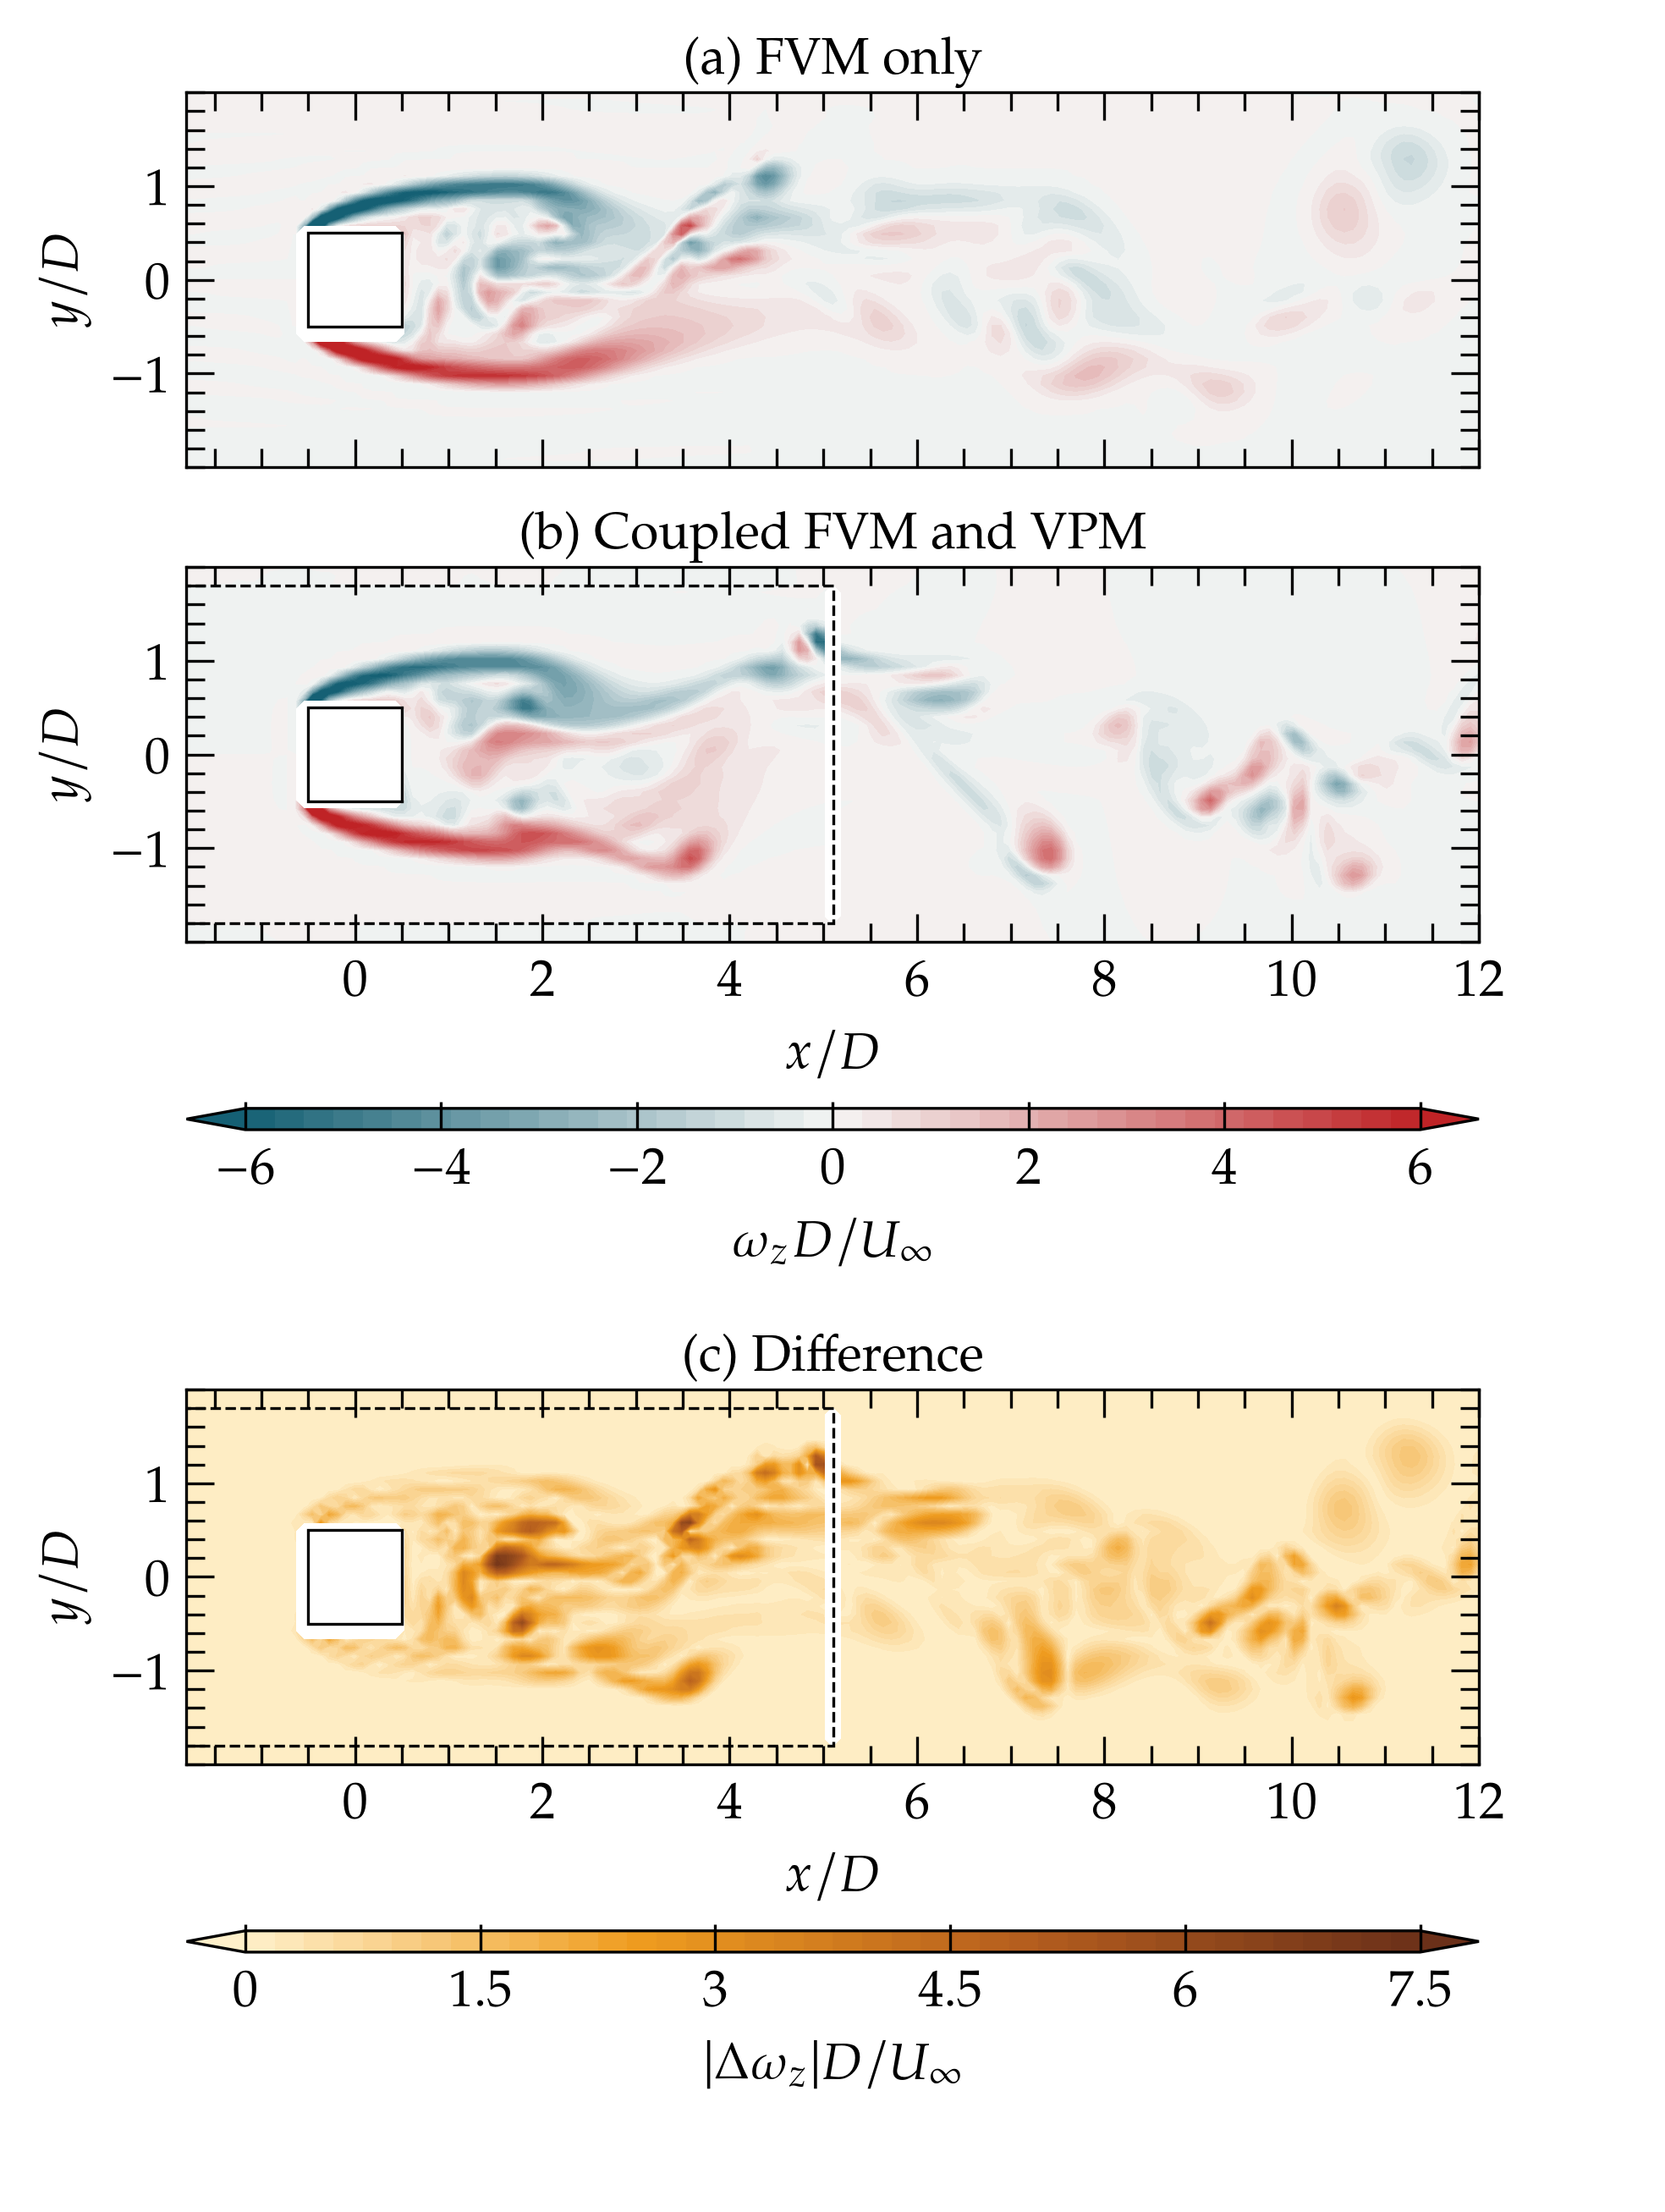 (a) FVM only
y/D
1
0
−1
(b) Coupled FVM and VPM
y/D
1
0
−1
0 2 4 6 8 10 12
x/D
−6 −4 −2 0 2 4 6
ω_z D/U_∞
(c) Difference
y/D
1
0
−1
0 2 4 6 8 10 12
x/D
0 1.5 3 4.5 6 7.5
|Δω_z|D/U_∞